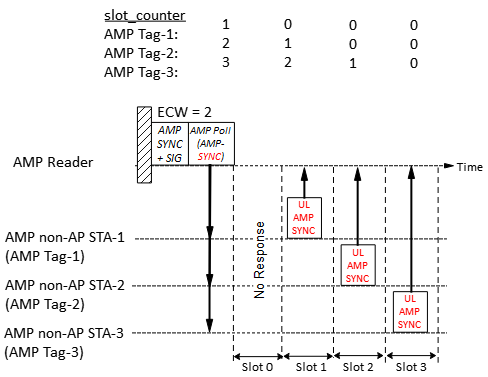 slot_counter
AMP Tag-1: 1 0 0 0
AMP Tag-2: 2 1 0 0
AMP Tag-3: 3 2 1 0
ECW = 2
AMP
SYNC
+ SIG
AMP Poll
(AMP-
SYNC)
AMP Reader
Time
UL
AMP
SYNC
No Response
AMP non-AP STA-1
(AMP Tag-1)
UL
AMP
SYNC
AMP non-AP STA-2
(AMP Tag-2)
UL
AMP
SYNC
AMP non-AP STA-3
(AMP Tag-3)
Slot 0 Slot 1 Slot 2 Slot 3